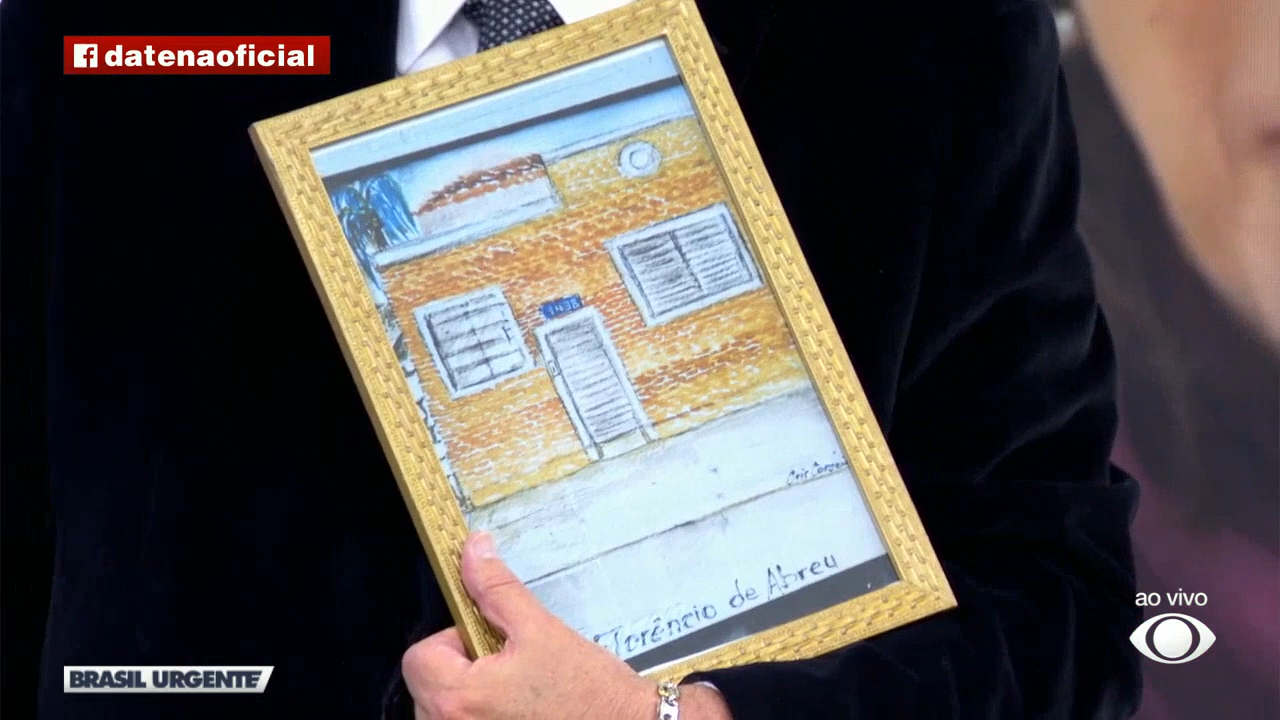 datenaoficial
1438
Florêncio de Abreu
ao vivo
BRASIL URGENTE